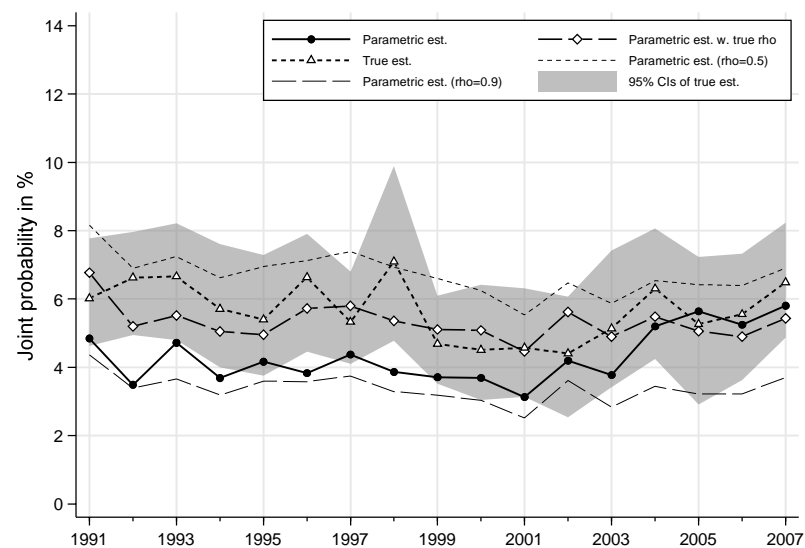 Parametric est.
Parametric est. w. true rho
True est.
Parametric est. (rho=0.5)
Parametric est. (rho=0.9)
95% CIs of true est.
Joint probability in %
14
12
10
8
6
4
2
0
1991 1993 1995 1997 1999 2001 2003 2005 2007